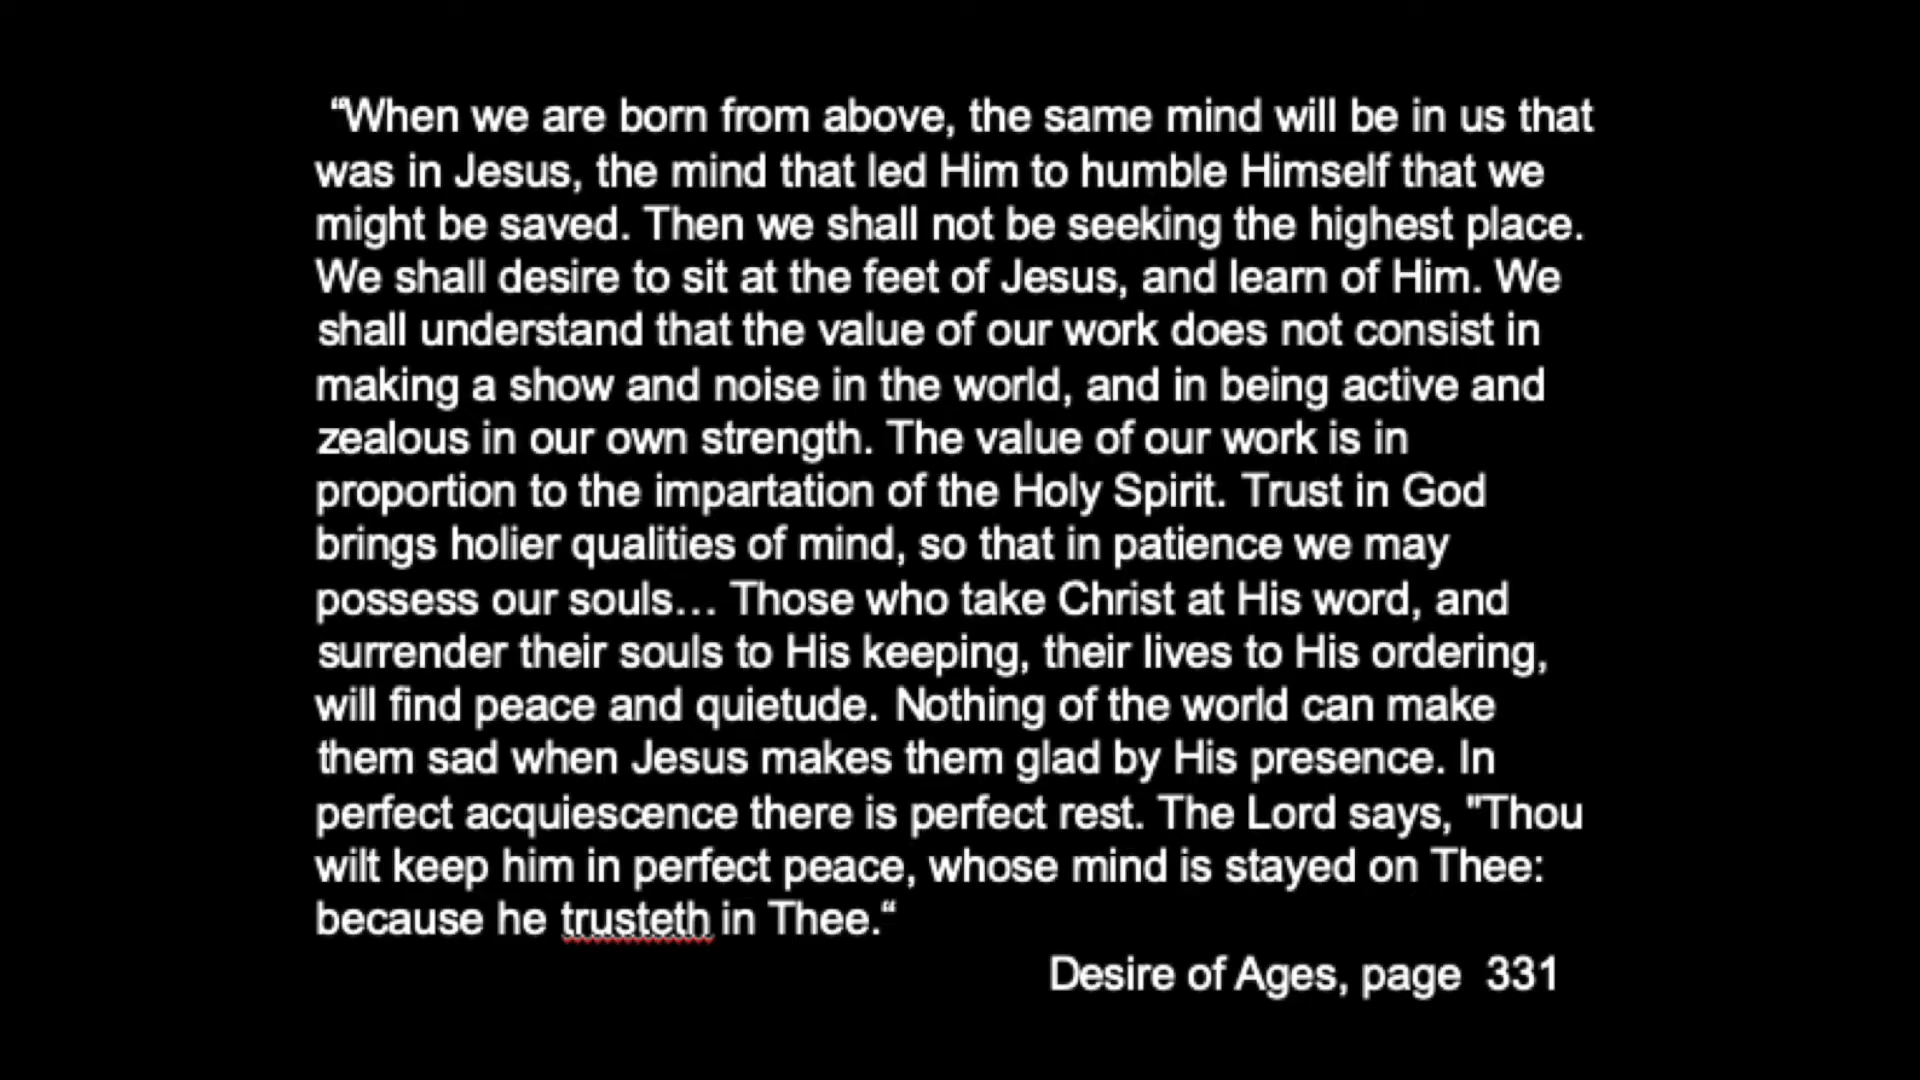 “When we are born from above, the same mind will be in us that
was in Jesus, the mind that led Him to humble Himself that we
might be saved. Then we shall not be seeking the highest place.
We shall desire to sit at the feet of Jesus, and learn of Him. We
shall understand that the value of our work does not consist in
making a show and noise in the world, and in being active and
zealous in our own strength. The value of our work is in
proportion to the impartation of the Holy Spirit. Trust in God
brings holier qualities of mind, so that in patience we may
possess our souls… Those who take Christ at His word, and
surrender their souls to His keeping, their lives to His ordering,
will find peace and quietude. Nothing of the world can make
them sad when Jesus makes them glad by His presence. In
perfect acquiescence there is perfect rest. The Lord says, "Thou
wilt keep him in perfect peace, whose mind is stayed on Thee:
because he trusteth in Thee.“
Desire of Ages, page 331